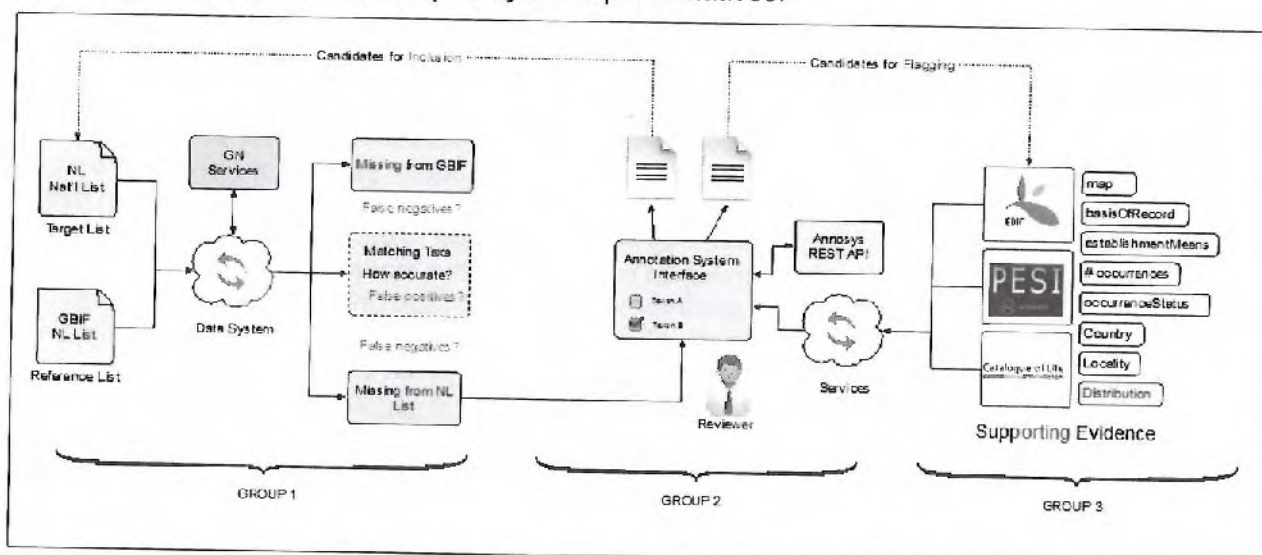 Candidates for Inclusion
Candidates for Flagging
NL
Nat'l List
Target List
GBIF
NL List
Reference List
GN
Services
Data System
Missing from GBIF
False negatives?
Matching Taxa
How accurate?
False positives?
False negatives?
Missing from NL
List
Annotation System
Interface
Taxon A
Taxon B
Annosys
REST API
Reviewer
Services
GBIF
PESI
Catalogue of Life
map
basisOfRecord
establishmentMeans
# occurrences
occurrenceStatus
Country
Locality
Distribution
Supporting Evidence
GROUP 1
GROUP 2
GROUP 3